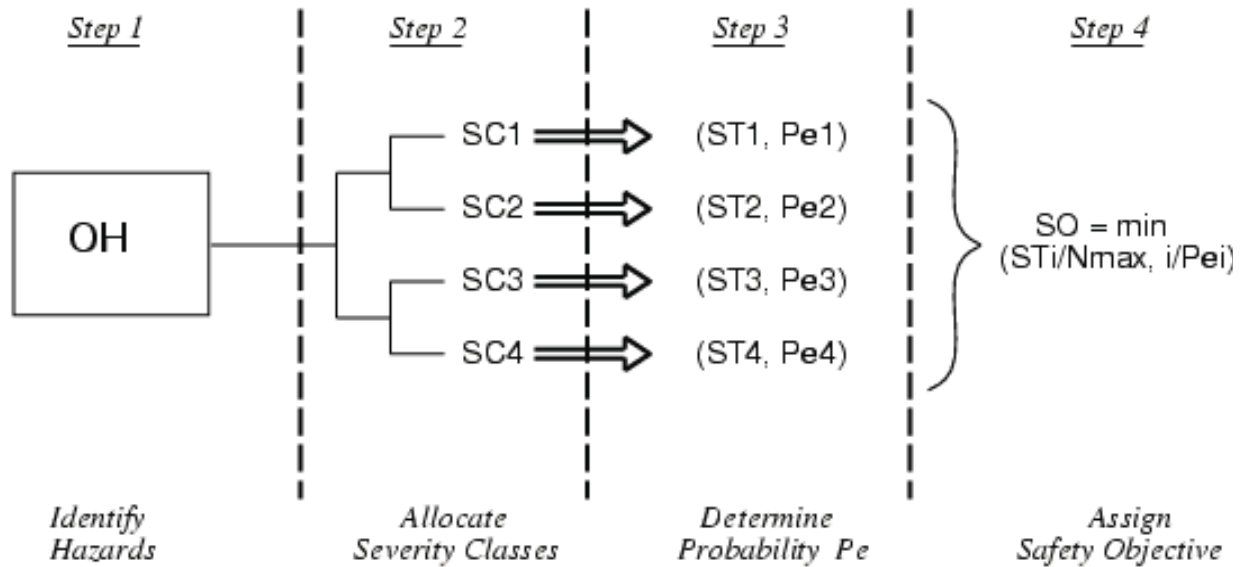 Step 1
Step 2
Step 3
Step 4
OH
SC1
SC2
SC3
SC4
(ST1, Pe1)
(ST2, Pe2)
(ST3, Pe3)
(ST4, Pe4)
SO = min
(STi/Nmax, i/Pei)
Identify
Hazards
Allocate
Severity Classes
Determine
Probability Pe
Assign
Safety Objective